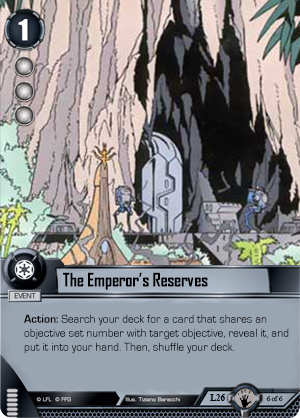 1
The Emperor's Reserves
EVENT
Action: Search your deck for a card that shares an
objective set number with target objective, reveal it, and
put it into your hand. Then, shuffle your deck.
© LFL © FFG
Illus. Tiziano Baracchi
L26
6 of 6